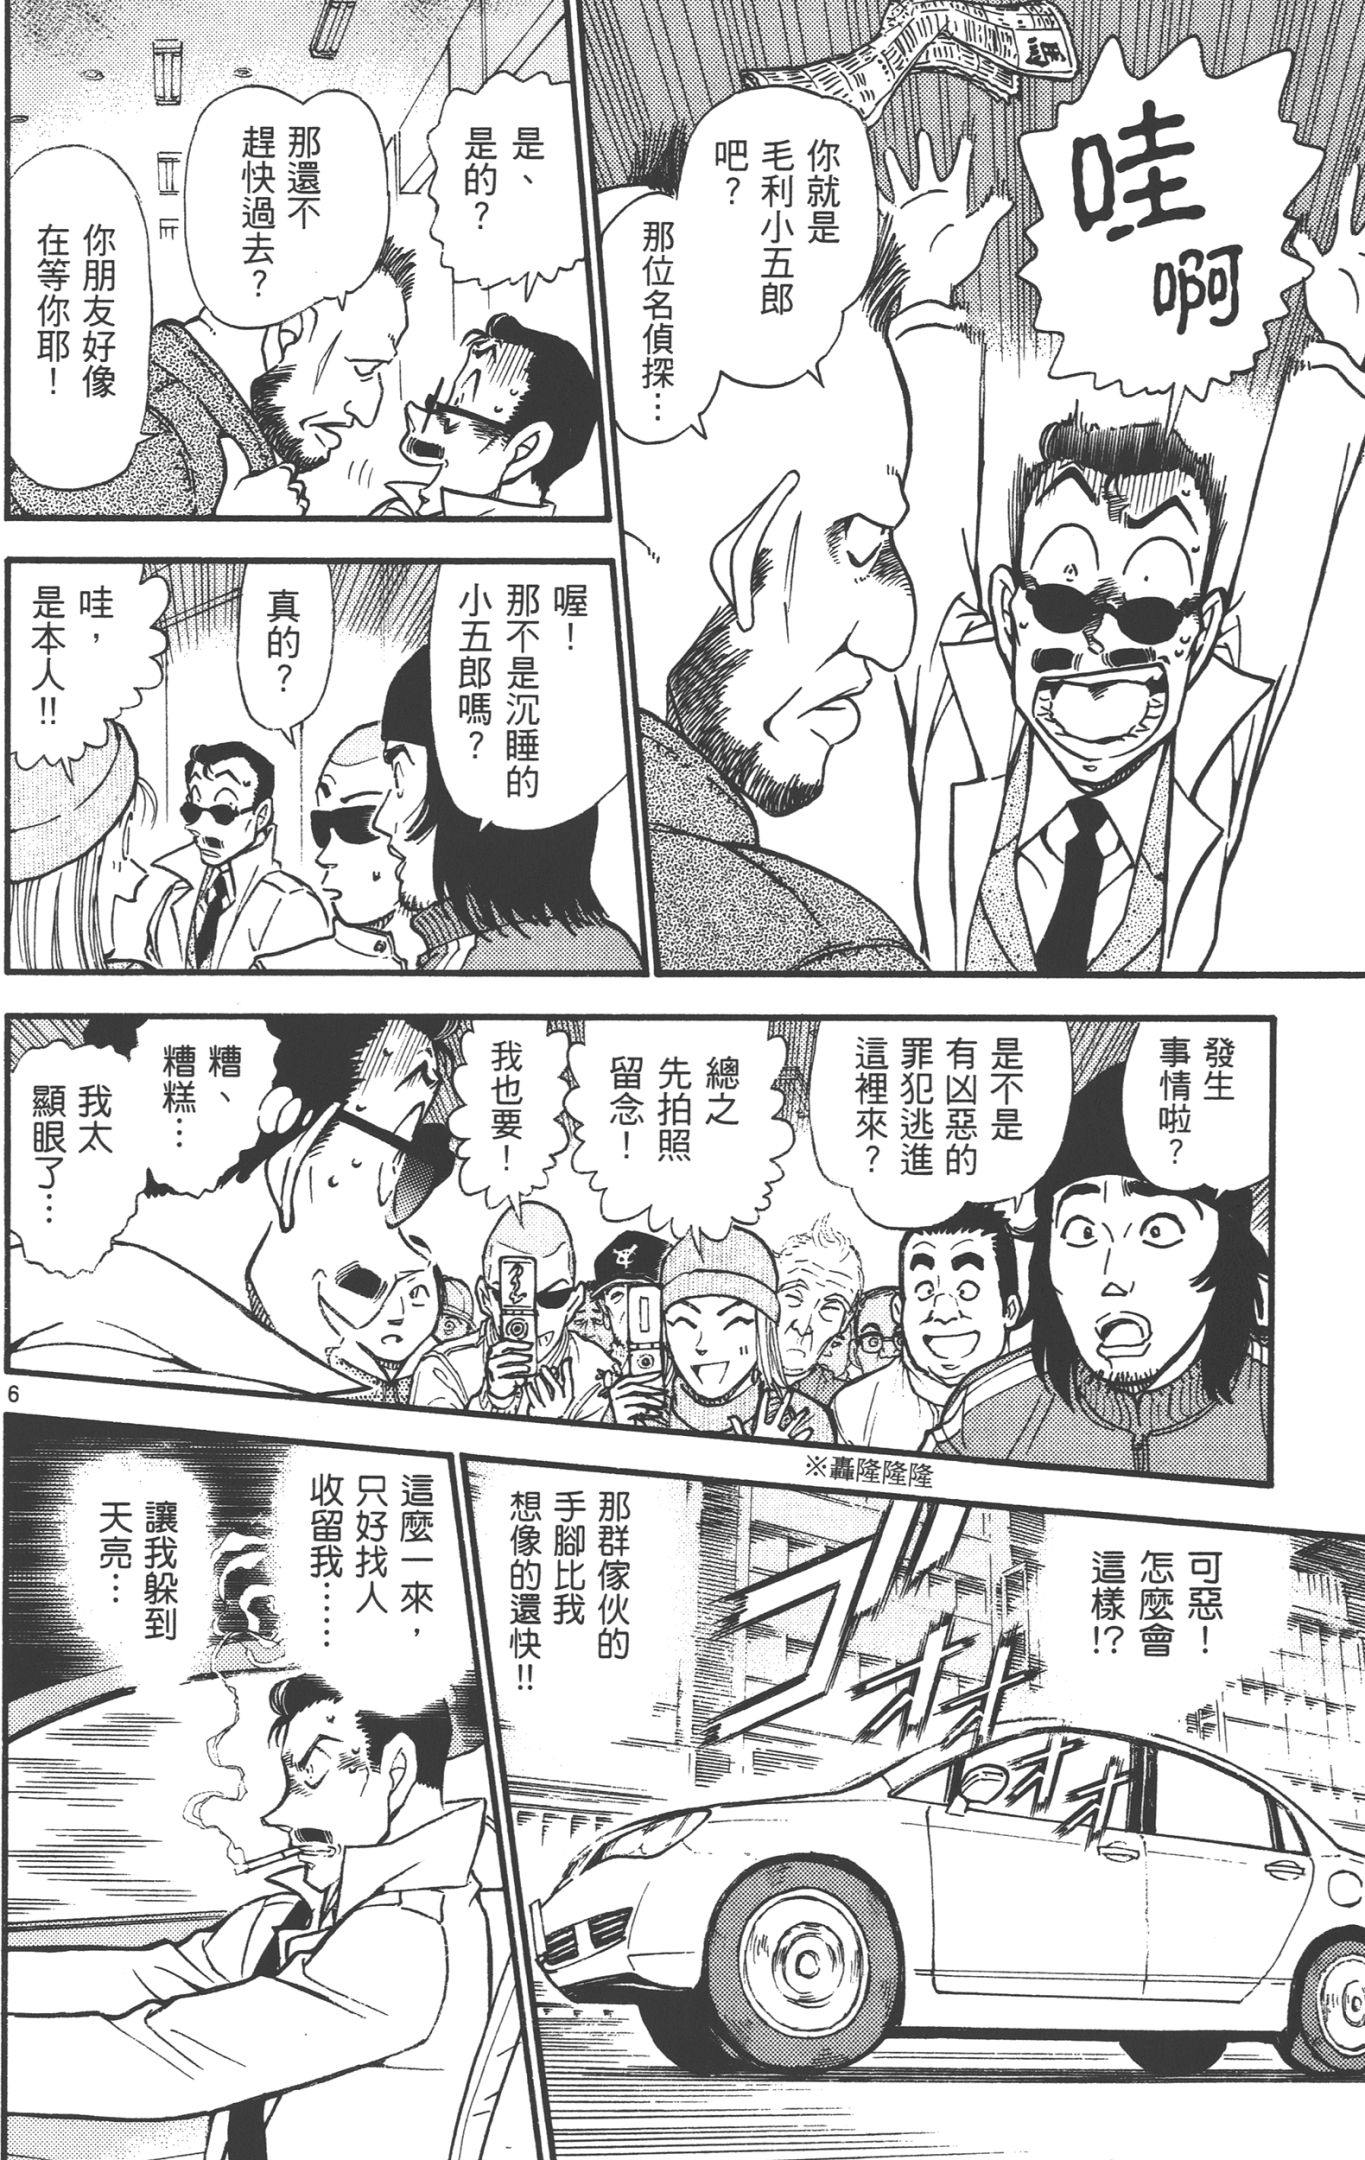 哇
啊
你就是
毛利小五郎
吧？
那位名偵探…
是、
是的？
那還不
趕快過去？
你朋友好像
在等你耶！
喔！
那不是沉睡的
小五郎嗎？
真的？
哇，
是本人!!
發生
事情啦？
是不是
有凶惡的
罪犯逃進
這裡來？
總之
先拍照
留念！
我也要！
糟、
糟糕…
我太
顯眼了…
6
※轟隆隆隆
可惡！
怎麼會
這樣!?
那群傢伙的
手腳比我
想像的還快!!
這麼一來，
只好找人
收留我……
讓我躲到
天亮…